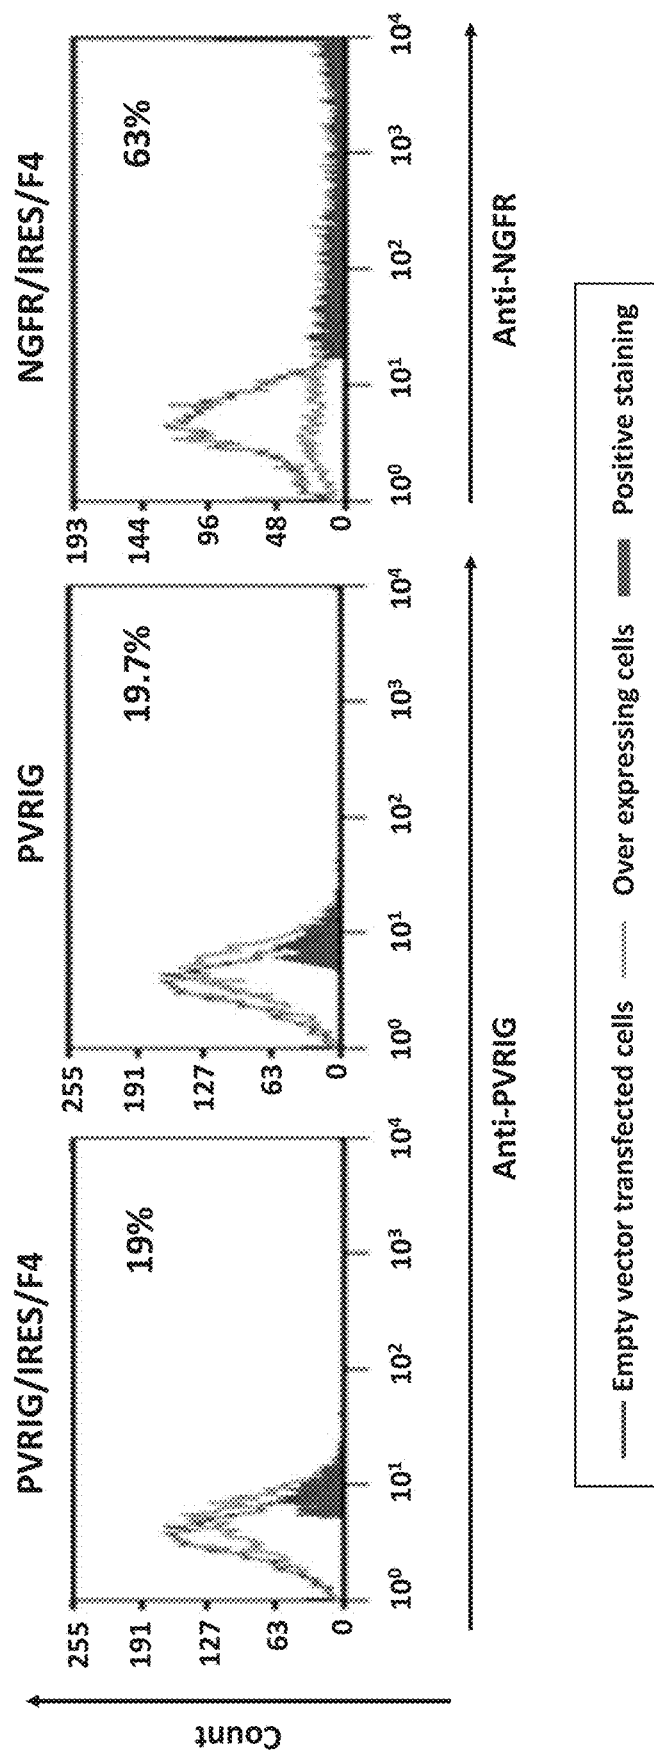 PVRIG/IRES/F4
PVRIG
NGFR/IRES/F4
Count
255
191
127
63
0
19%
10⁰ 10¹ 10² 10³ 10⁴
255
191
127
63
0
19.7%
10⁰ 10¹ 10² 10³ 10⁴
193
144
96
48
0
63%
10⁰ 10¹ 10² 10³ 10⁴
Anti-PVRIG
Anti-NGFR
Empty vector transfected cells Over expressing cells Positive staining